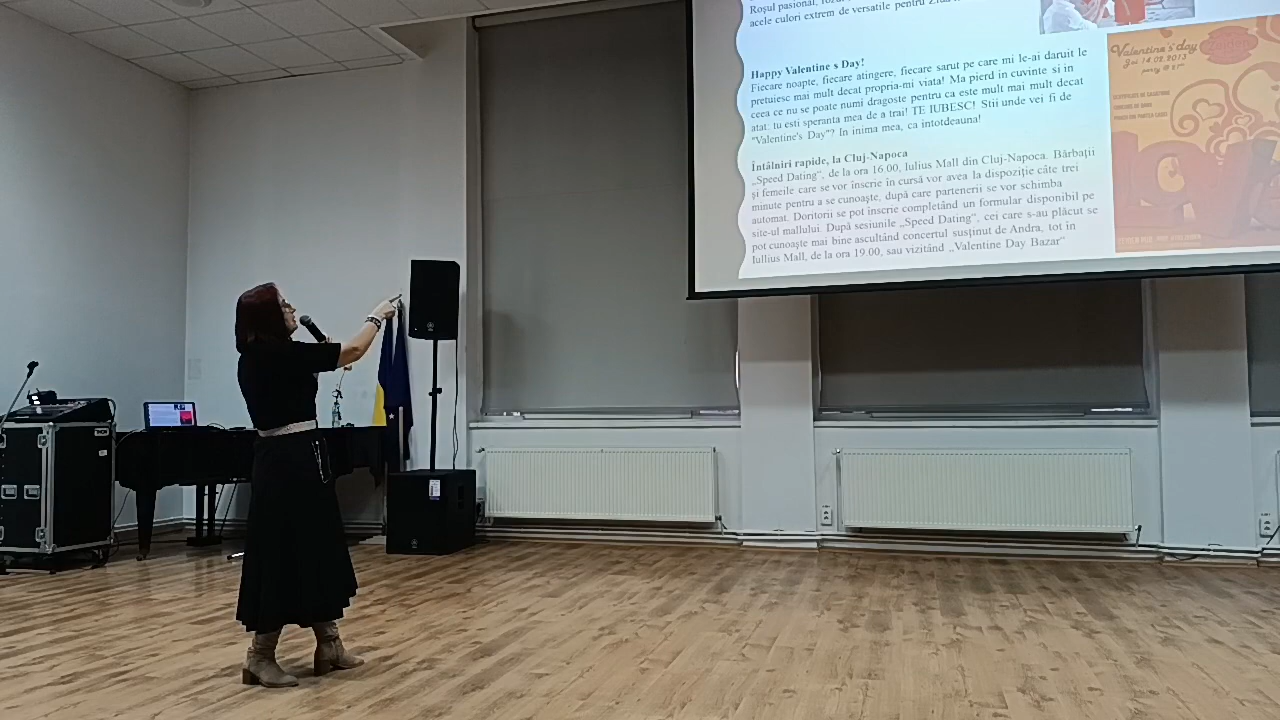 Roșul pasional,
acele culori extrem de versatile pentru
Happy Valentine s Day!
Fiecare noapte, fiecare atingere, fiecare sarut pe care mi le-ai daruit le
pretuiesc mai mult decat propria-mi viata! Ma pierd in cuvinte si in
ceea ce nu se poate numi dragoste pentru ca este mult mai mult decat
atat: tu esti speranta mea de a trai! TE IUBESC! Stii unde vei fi de
"Valentine's Day"? In inima mea, ca intotdeauna!
Întâlniri rapide, la Cluj-Napoca
„Speed Dating“, de la ora 16.00, Iulius Mall din Cluj-Napoca. Bărbații
și femeile care se vor înscrie în cursă vor avea la dispoziție câte trei
minute pentru a se cunoaște, după care partenerii se vor schimba
automat. Doritorii se pot înscrie completând un formular disponibil pe
site-ul mallului. După sesiunile „Speed Dating“, cei care s-au plăcut se
pot cunoaște mai bine ascultând concertul susținut de Andra, tot în
Iullius Mall, de la ora 19.00, sau vizitând „Valentine Day Bazar“
Valentine's day
Joi 14.02.2013
party @